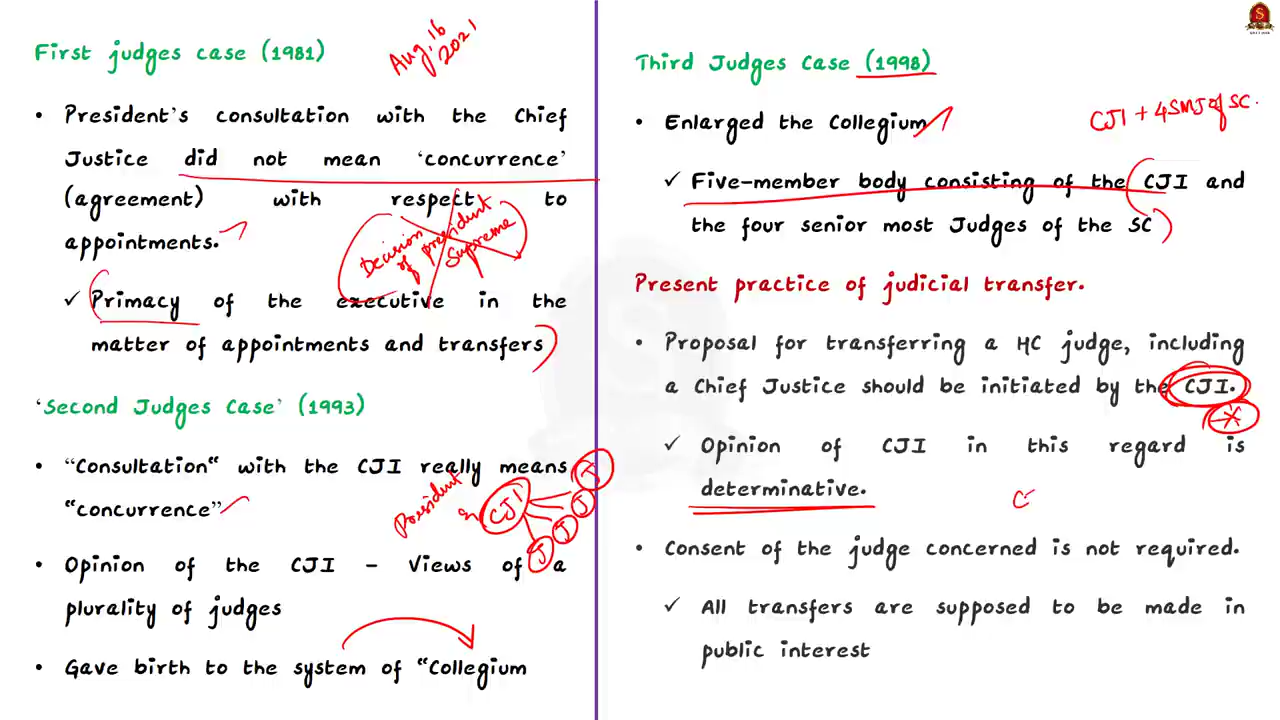 First judges case (1981)
Aug, 16
2021
• President's consultation with the Chief
Justice did not mean 'concurrence'
(agreement) with respect to
appointments.
Decision of president
Supreme
✓ Primacy of the executive in the
matter of appointments and transfers
'Second Judges Case' (1993)
• "Consultation" with the CJI really means
"concurrence"
President
CJI
J
J
J
J
• Opinion of the CJI - Views of a
plurality of judges
• Gave birth to the system of "Collegium
Third Judges Case (1998)
CJI + 4 SMJ of SC.
• Enlarged the Collegium
✓ Five-member body consisting of the CJI and
the four senior most Judges of the SC
Present practice of judicial transfer.
• Proposal for transferring a HC judge, including
a Chief Justice should be initiated by the CJI.
✓ Opinion of CJI in this regard is
determinative.
• Consent of the judge concerned is not required.
✓ All transfers are supposed to be made in
public interest